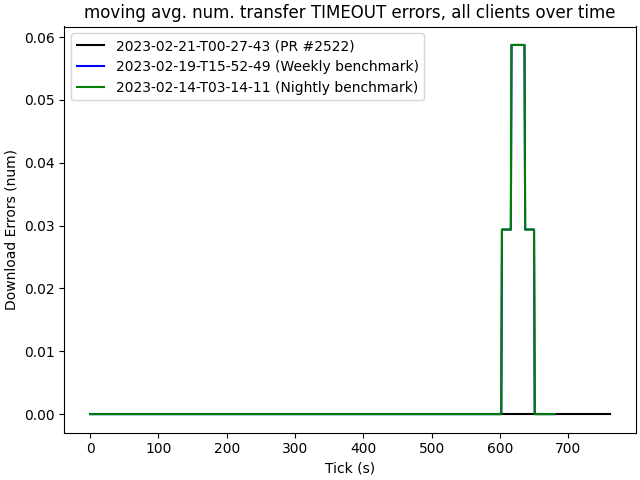 moving avg. num. transfer TIMEOUT errors, all clients over time
2023-02-21-T00-27-43 (PR #2522)
2023-02-19-T15-52-49 (Weekly benchmark)
2023-02-14-T03-14-11 (Nightly benchmark)
Download Errors (num)
0.06
0.05
0.04
0.03
0.02
0.01
0.00
0 100 200 300 400 500 600 700
Tick (s)